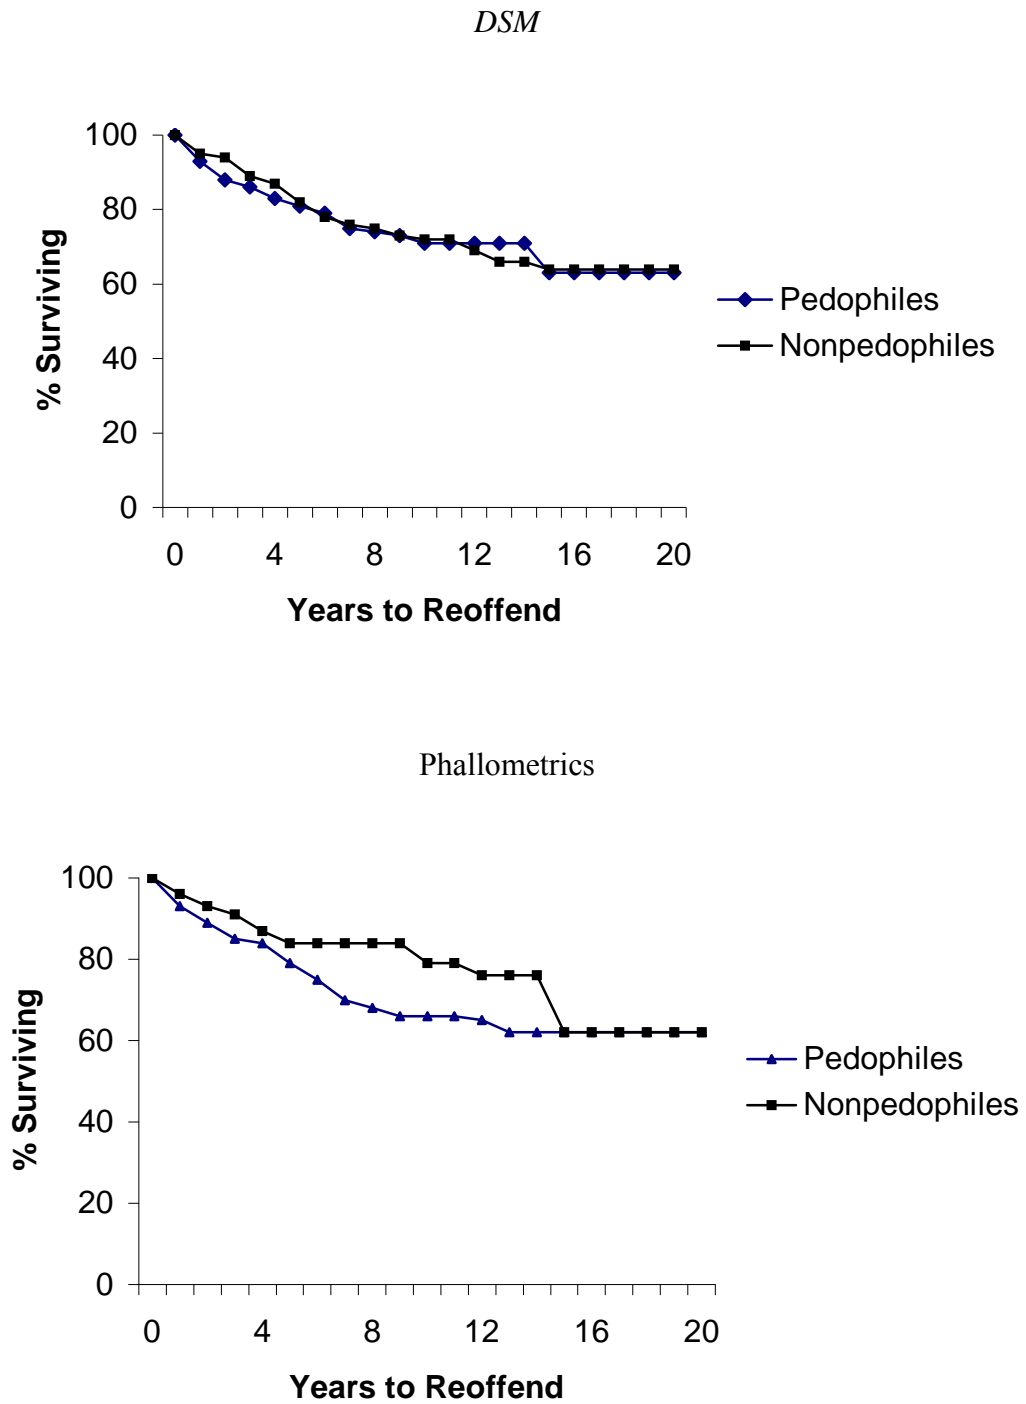 DSM
100
80
60
40
20
0
% Surviving
0 4 8 12 16 20
Years to Reoffend
Pedophiles
Nonpedophiles
Phallometrics
100
80
60
40
20
0
% Surviving
0 4 8 12 16 20
Years to Reoffend
Pedophiles
Nonpedophiles